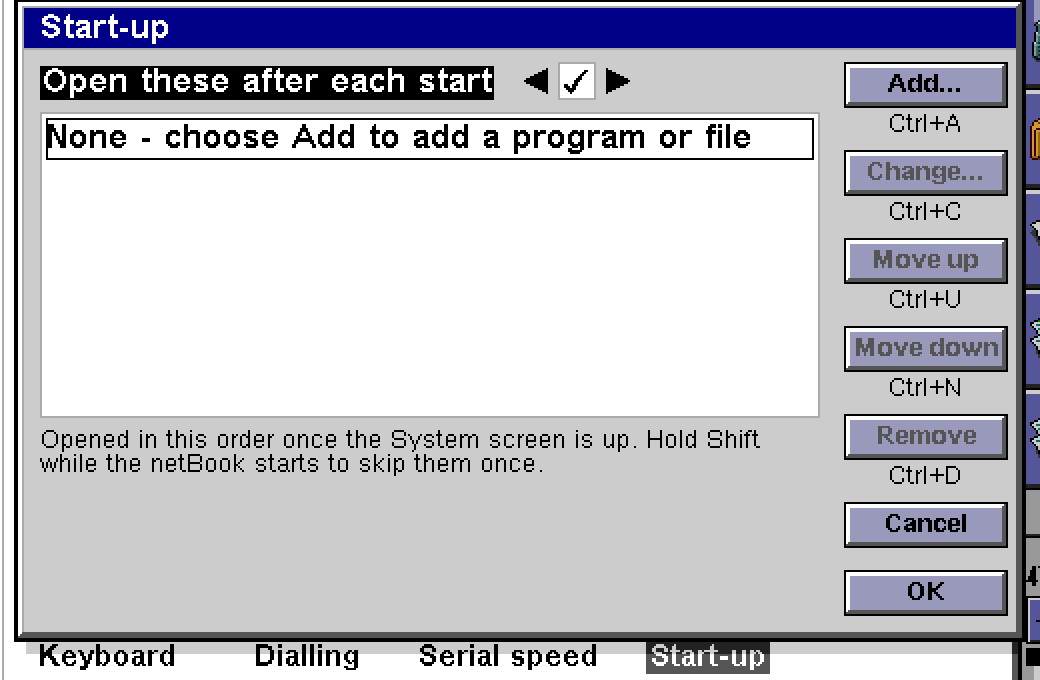 Start-up
Open these after each start
Add...
Ctrl+A
None - choose Add to add a program or file
Change...
Ctrl+C
Move up
Ctrl+U
Move down
Ctrl+N
Opened in this order once the System screen is up. Hold Shift
while the netBook starts to skip them once.
Remove
Ctrl+D
Cancel
OK
Keyboard Dialling Serial speed Start-up